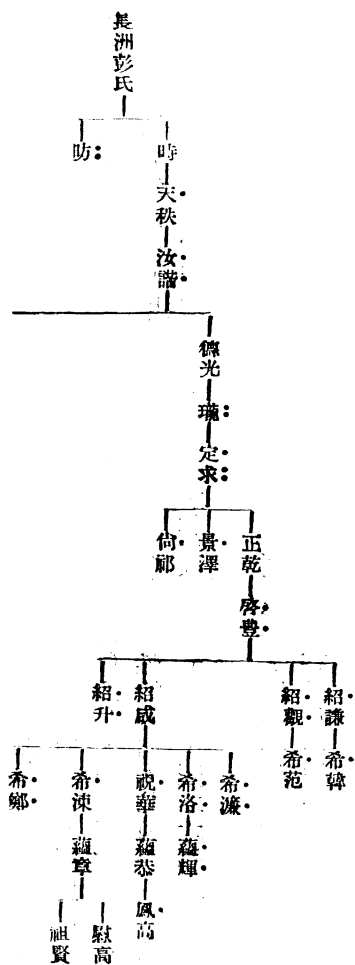 長洲彭氏
時
昉
天秩
汝諧
德光
瓏
定求
正乾
景澤
尙祁
啓豐
紹謙
紹觀
紹咸
紹升
希韓
希范
希濂
希洛
祝華
希涑
希鄭
蘊輝
蘊恭
蘊章
鳳高
慰高
祖賢